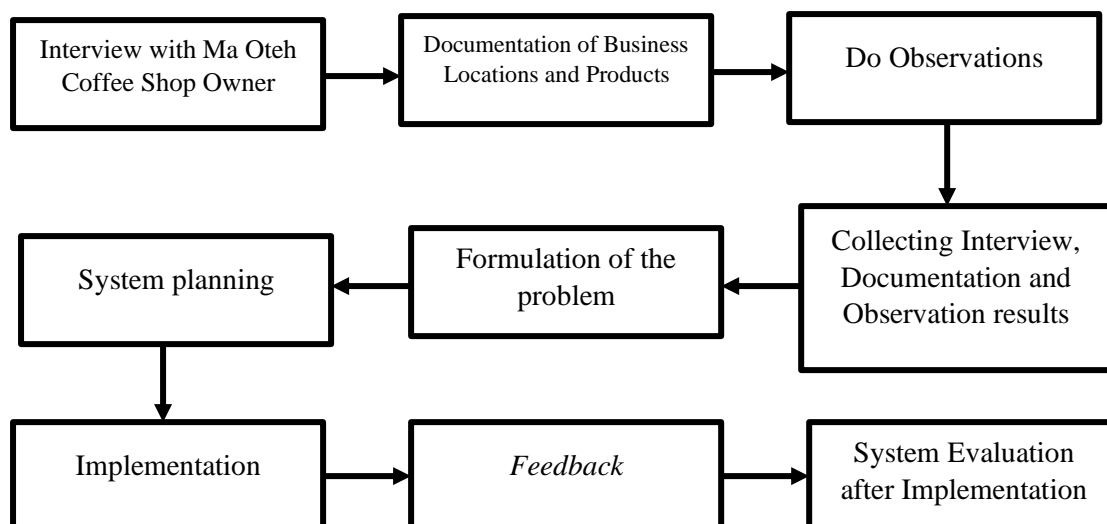 Interview with Ma Oteh
Coffee Shop Owner
Documentation of Business
Locations and Products
Do Observations
Collecting Interview,
Documentation and
Observation results
Formulation of the
problem
System planning
Implementation
Feedback
System Evaluation
after Implementation